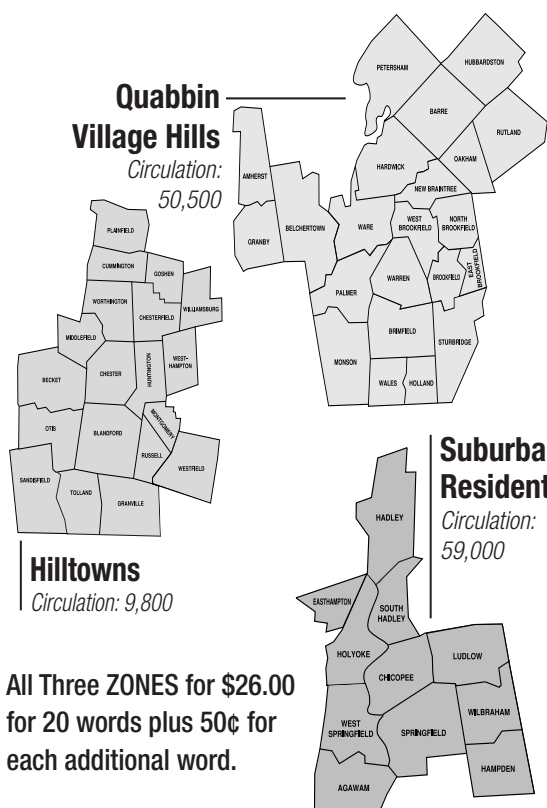 Quabbin
Village Hills
Circulation:
50,500
PETERSHAM
HUBBARDSTON
BARRE
RUTLAND
OAKHAM
HARDWICK
NEW BRAINTREE
AMHERST
GRANBY
BELCHERTOWN
WARE
WEST
BROOKFIELD
NORTH
BROOKFIELD
EAST
BROOKFIELD
BROOKFIELD
WARREN
PALMER
BRIMFIELD
STURBRIDGE
MONSON
WALES
HOLLAND
PLAINFIELD
CUMMINGTON
GOSHEN
WORTHINGTON
CHESTERFIELD
WILLIAMSBURG
MIDDLEFIELD
BECKET
CHESTER
HUNTINGTON
WEST-
HAMPTON
OTIS
BLANDFORD
MONTGOMERY
RUSSELL
WESTFIELD
SANDISFIELD
TOLLAND
GRANVILLE
Hilltowns
Circulation: 9,800
Suburba
Resident
Circulation:
59,000
HADLEY
EASTHAMPTON
SOUTH
HADLEY
HOLYOKE
CHICOPEE
LUDLOW
WEST
SPRINGFIELD
SPRINGFIELD
WILBRAHAM
HAMPDEN
AGAWAM
All Three ZONES for $26.00
for 20 words plus 50¢ for
each additional word.